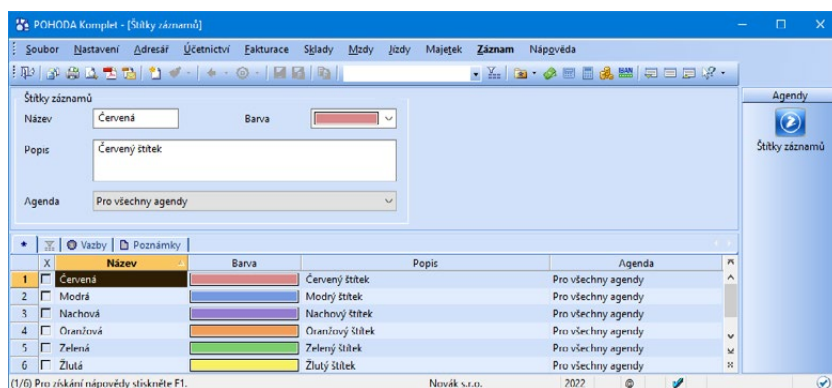 POHODA Komplet - [Štítky záznamů]
Soubor Nastavení Adresář Účetnictví Fakturace Sklady Mzdy Jízdy Majetek Záznam Nápověda
Štítky záznamů
Název Červená Barva
Popis Červený štítek
Agenda Pro všechny agendy
Agendy
Štítky záznamů
Vazby Poznámky
X Název Barva Popis Agenda
1 Červená Červený štítek Pro všechny agendy
2 Modrá Modrý štítek Pro všechny agendy
3 Nachová Nachový štítek Pro všechny agendy
4 Oranžová Oranžový štítek Pro všechny agendy
5 Zelená Zelený štítek Pro všechny agendy
6 Žlutá Žlutý štítek Pro všechny agendy
(1/6) Pro získání nápovědy stiskněte F1. Novák s.r.o. 2022 @